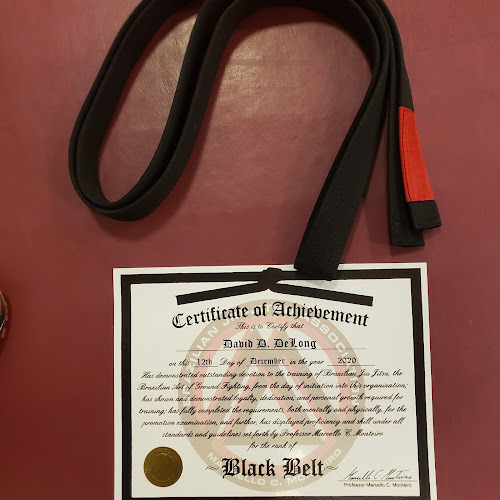 Certificate of Achievement
This is to Certify that
David D. DeLong
on this 12th Day of December in the year 2020
Has demonstrated outstanding devotion to the training of Brazilian Jiu Jitsu, the
Brazilian Art of Ground Fighting, from the day of initiation into this organization;
has shown and demonstrated loyalty, dedication, and personal growth required for
training; has fully completed the requirements, both mentally and physically, for the
promotion examination, and further, has displayed proficiency and skill under all
standards and guidelines set forth by Professor Marcello C. Monteiro
for the rank of
Black Belt
Marcello C. Monteiro
Professor Marcello C. Monteiro
MARCELLO C. MONTEIRO